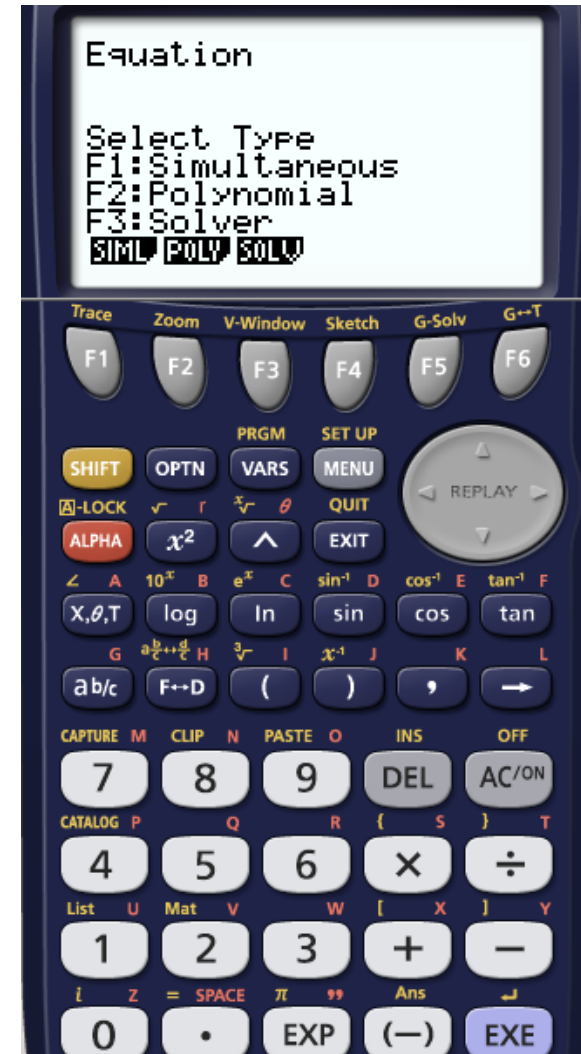 Equation
Select Type
F1:Simultaneous
F2:Polynomial
F3:Solver
SIML POLY SOLV
Trace Zoom V-Window Sketch G-Solv G↔T
F1 F2 F3 F4 F5 F6
PRGM SET UP
SHIFT OPTN VARS MENU
REPLAY
A-LOCK √ r ˣ√ θ QUIT
ALPHA x² ^ EXIT
∠ A 10ˣ B eˣ C sin⁻¹ D cos⁻¹ E tan⁻¹ F
X,θ,T log ln sin cos tan
G a b/c↔d/c H ³√ I x⁻¹ J K L
a b/c F↔D ( ) , →
CAPTURE M CLIP N PASTE O INS OFF
7 8 9 DEL AC/ON
CATALOG P Q R { S } T
4 5 6 × ÷
List U Mat V W [ X ] Y
1 2 3 + −
i Z = SPACE π " Ans ↵
0 • EXP (−) EXE